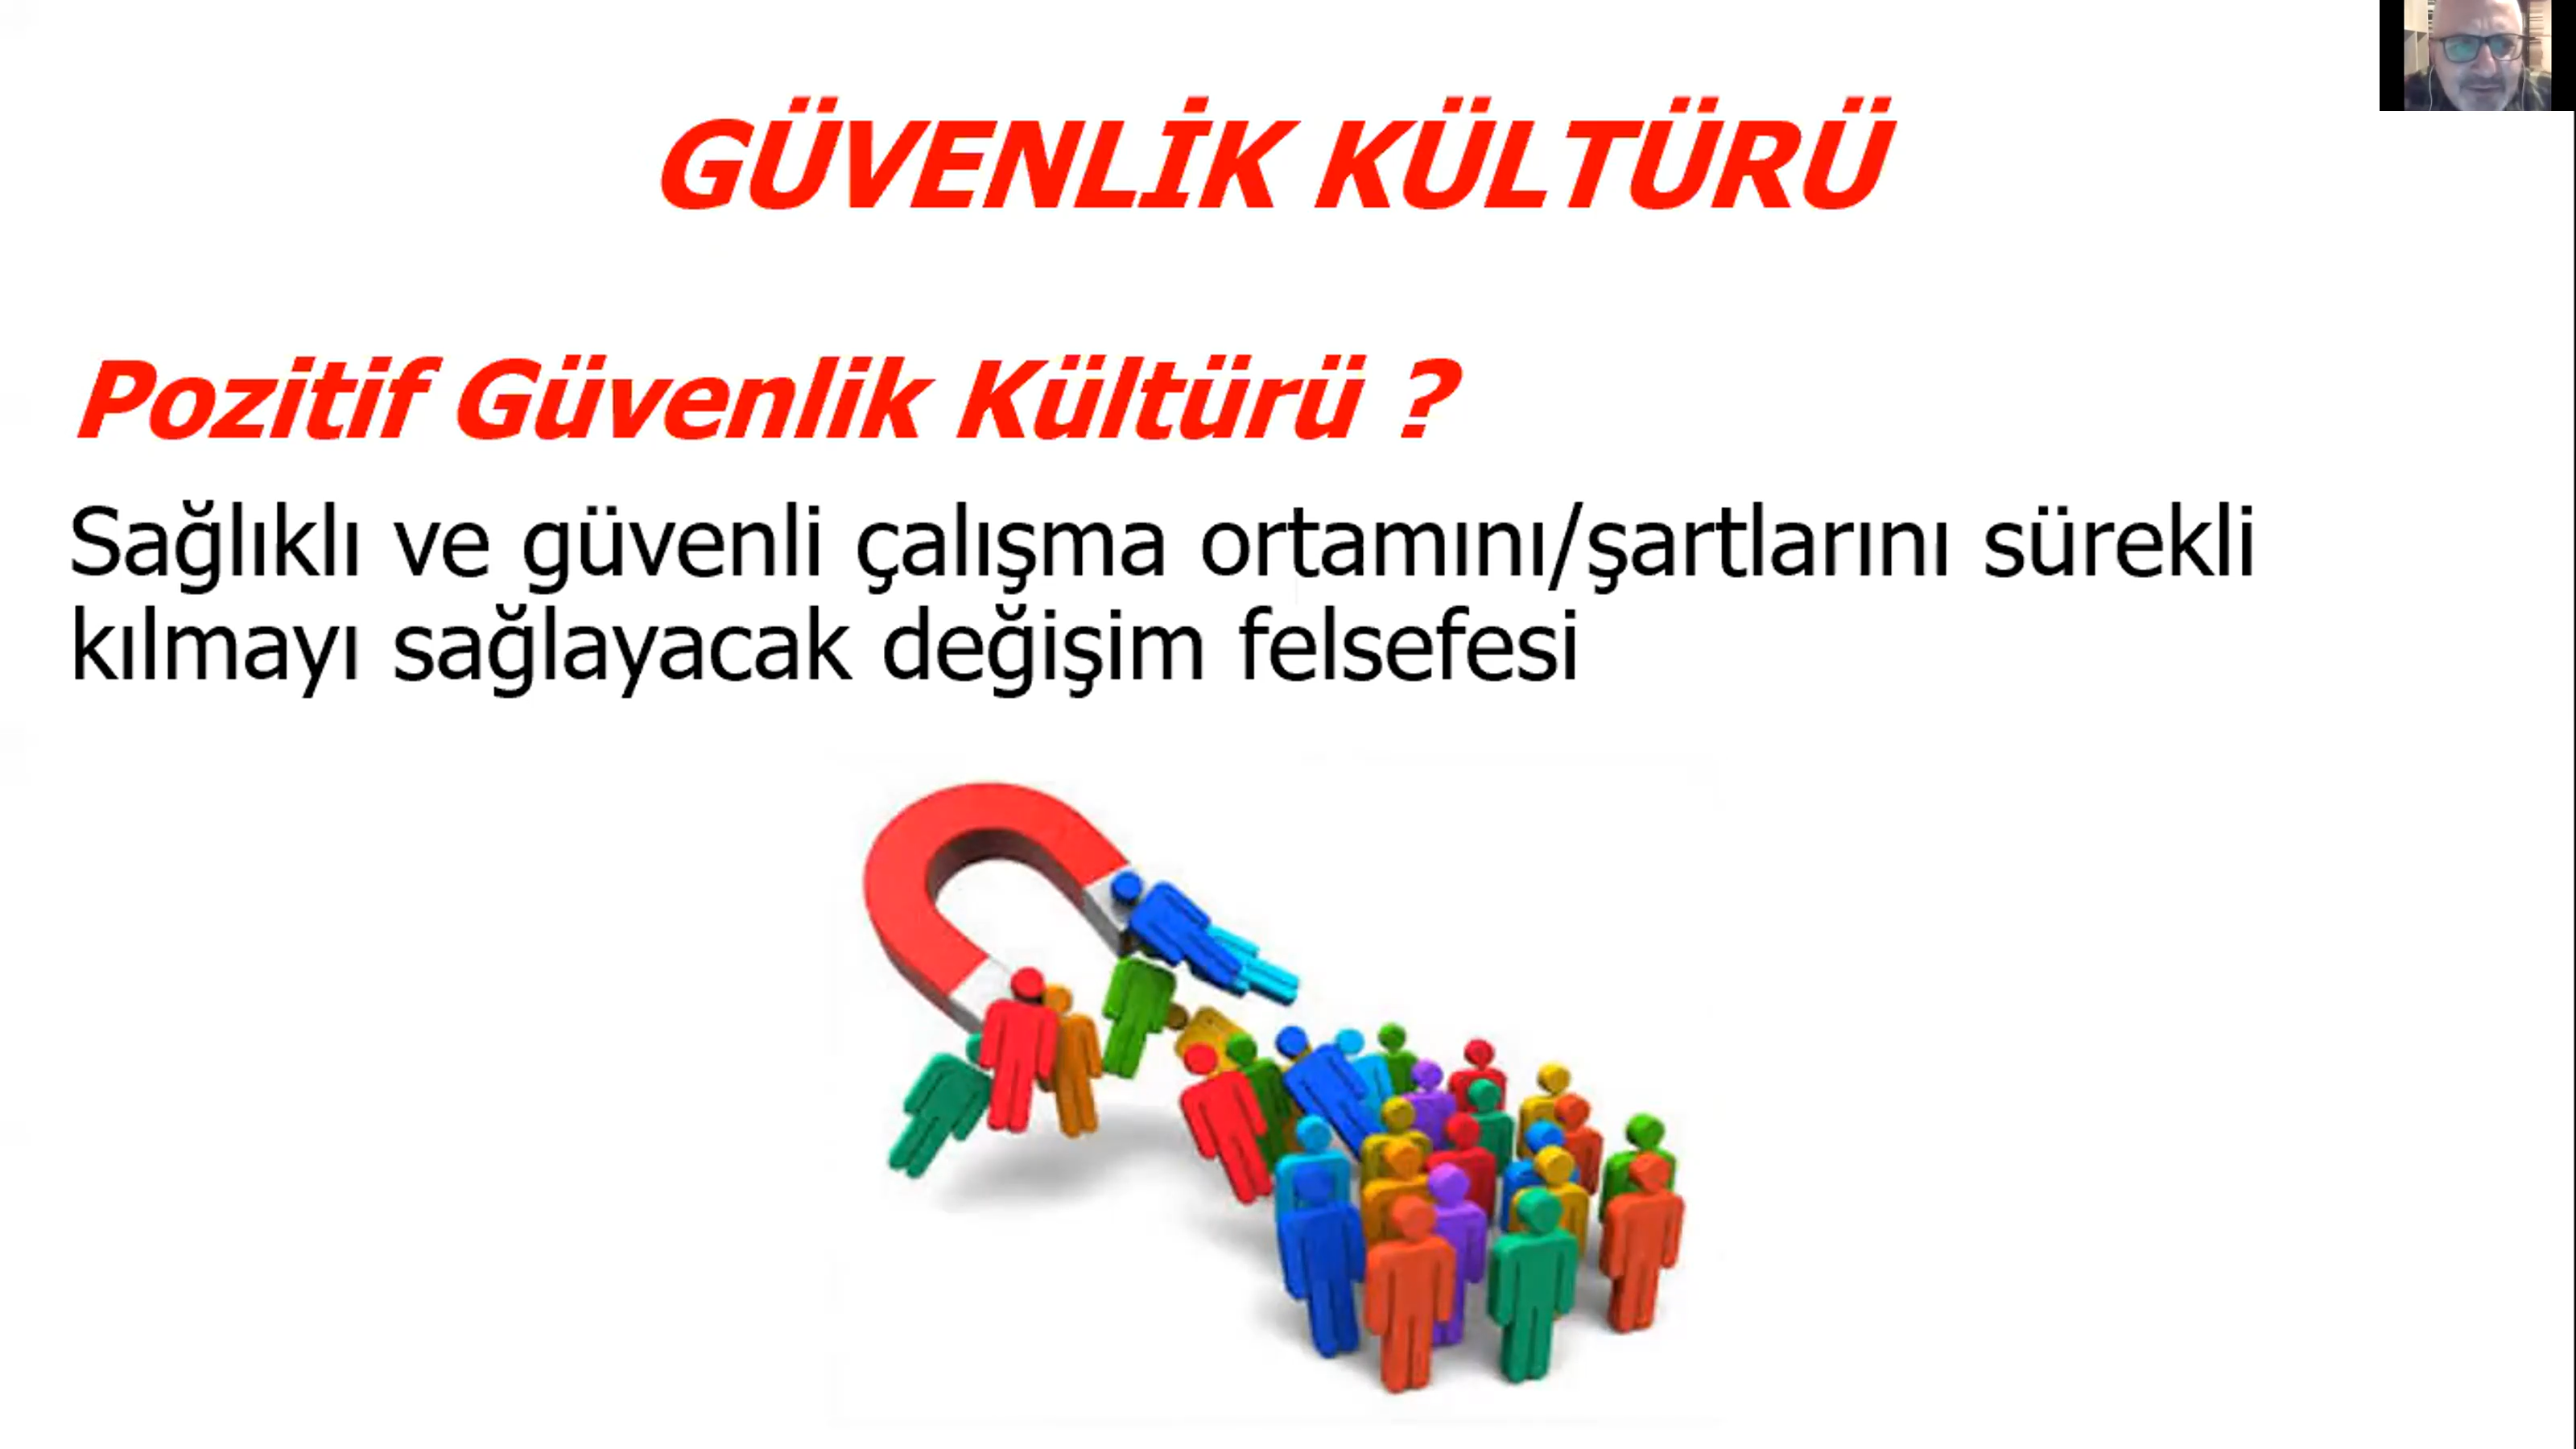 GÜVENLİK KÜLTÜRÜ
Pozitif Güvenlik Kültürü ?
Sağlıklı ve güvenli çalışma ortamını/şartlarını sürekli
kılmayı sağlayacak değişim felsefesi